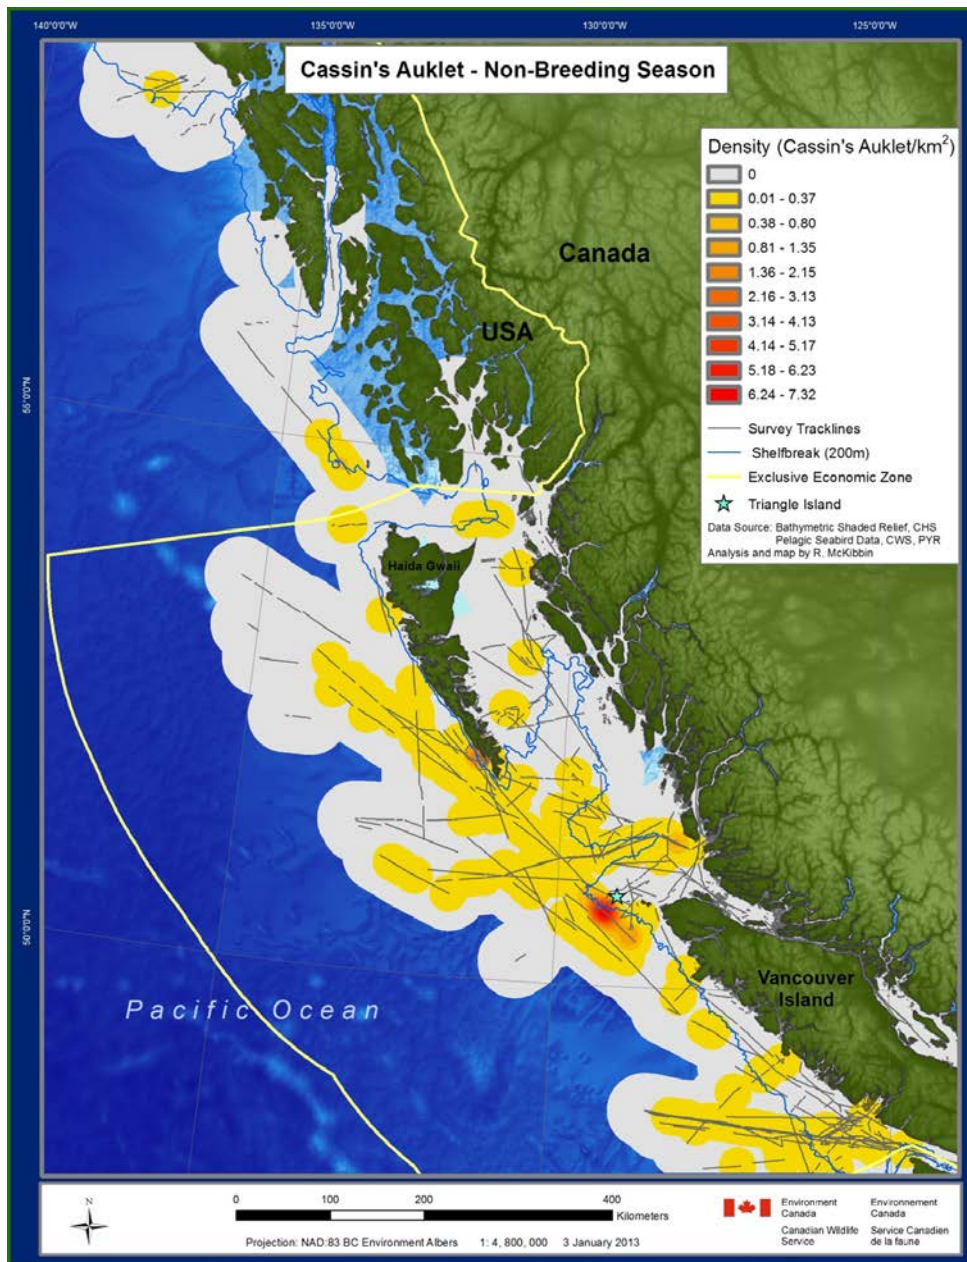 140°0'0"W
135°0'0"W
130°0'0"W
125°0'0"W
Cassin's Auklet - Non-Breeding Season
Density (Cassin's Auklet/km²)
0
0.01 - 0.37
0.38 - 0.80
0.81 - 1.35
1.36 - 2.15
2.16 - 3.13
3.14 - 4.13
4.14 - 5.17
5.18 - 6.23
6.24 - 7.32
Survey Tracklines
Shelfbreak (200m)
Exclusive Economic Zone
Triangle Island
Data Source: Bathymetric Shaded Relief, CHS
Pelagic Seabird Data, CWS, PYR
Analysis and map by R. McKibbin
Canada
USA
55°0'0"N
Haida Gwaii
50°0'0"N
Vancouver
Island
Pacific Ocean
N
0 100 200 400
Kilometers
Projection: NAD:83 BC Environment Albers 1: 4, 800, 000 3 January 2013
Environment
Canada
Environnement
Canada
Canadian Wildlife
Service
Service Canadien
de la faune